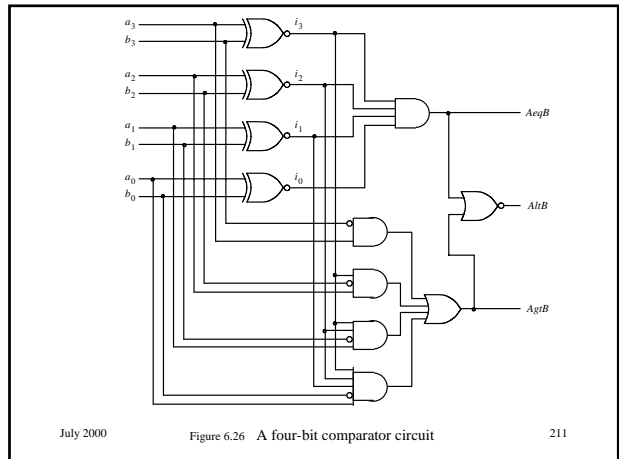 a3
b3
i3
a2
b2
i2
a1
b1
i1
a0
b0
i0
AeqB
AltB
AgtB
July 2000 Figure 6.26 A four-bit comparator circuit 211